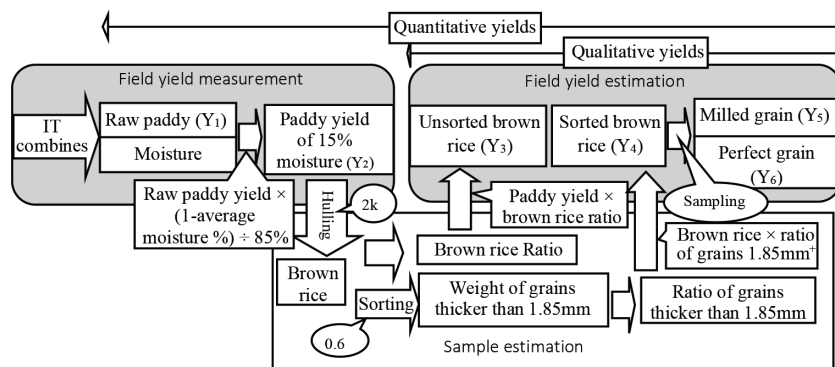 Quantitative yields
Qualitative yields
Field yield measurement
Field yield estimation
IT
combines
Raw paddy (Y₁)
Moisture
Paddy yield
of 15%
moisture (Y₂)
Unsorted brown
rice (Y₃)
Sorted brown
rice (Y₄)
Milled grain (Y₅)
Perfect grain
(Y₆)
Raw paddy yield ×
(1-average
moisture %) ÷ 85%
Hulling
2k
Paddy yield ×
brown rice ratio
Sampling
Brown rice × ratio
of grains 1.85mm⁺
Brown
rice
Brown rice Ratio
Sorting
Weight of grains
thicker than 1.85mm
Ratio of grains
thicker than 1.85mm
0.6
Sample estimation